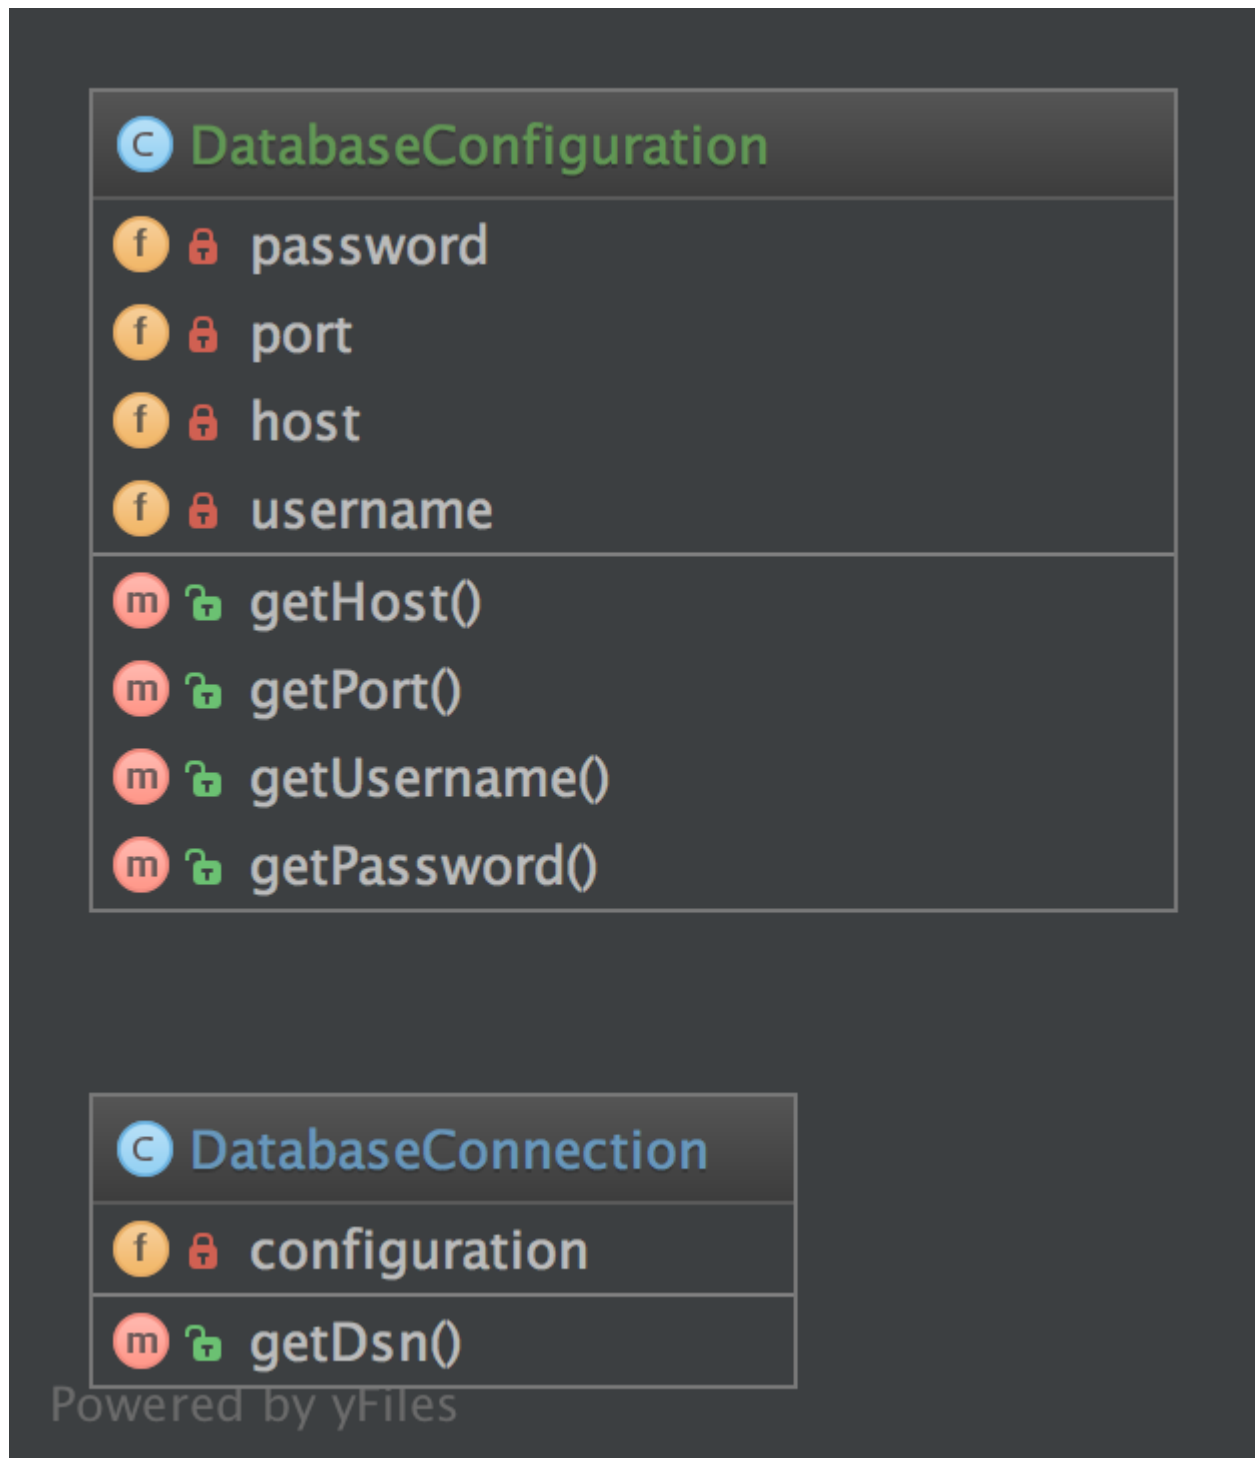 C DatabaseConfiguration
f password
f port
f host
f username
m getHost()
m getPort()
m getUsername()
m getPassword()
C DatabaseConnection
f configuration
m getDsn()
Powered by yFiles